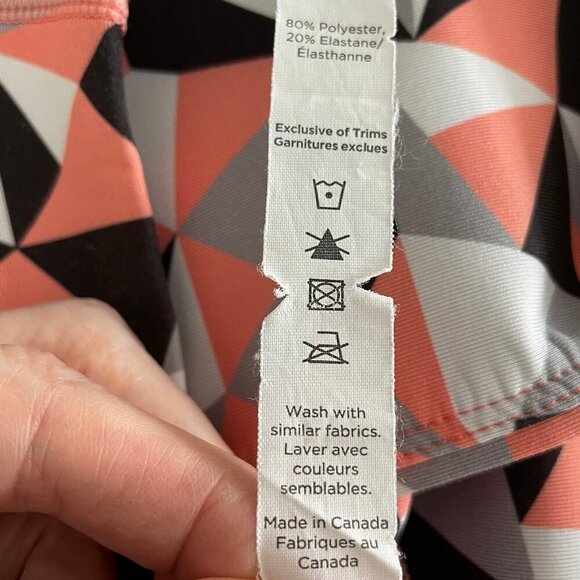 80% Polyester,
20% Elastane/
Élasthanne
Exclusive of Trims
Garnitures exclues
Wash with
similar fabrics.
Laver avec
couleurs
semblables.
Made in Canada
Fabriques au
Canada